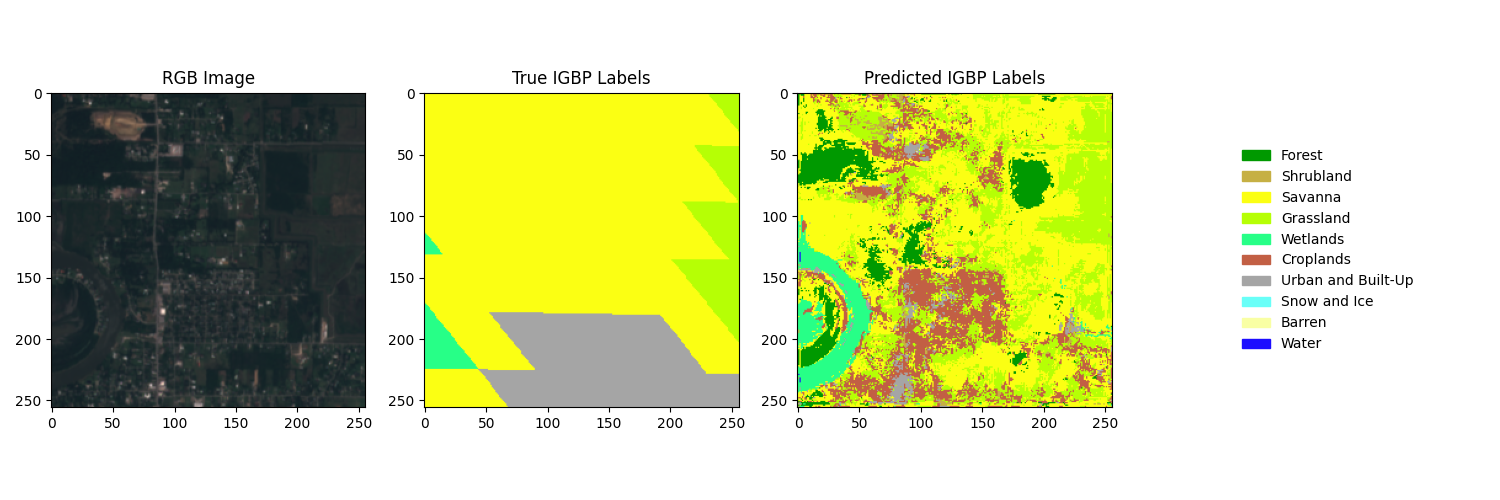 RGB Image
True IGBP Labels
Predicted IGBP Labels
0
50
100
150
200
250
0
50
100
150
200
250
0
50
100
150
200
250
0
50
100
150
200
250
0
50
100
150
200
250
0
50
100
150
200
250
Forest
Shrubland
Savanna
Grassland
Wetlands
Croplands
Urban and Built-Up
Snow and Ice
Barren
Water